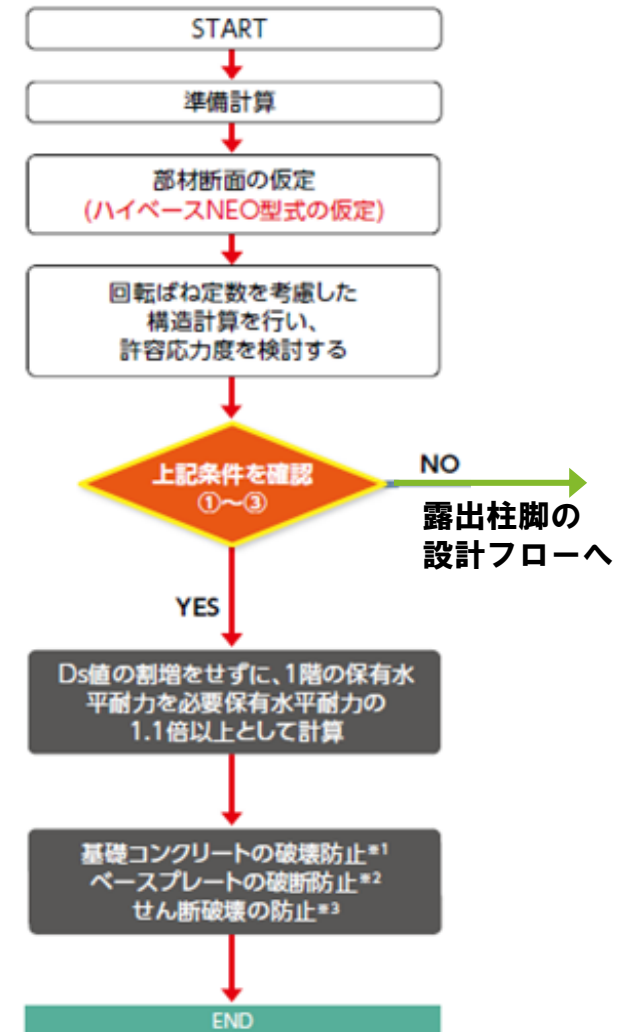 START
準備計算
部材断面の仮定
(ハイベースNEO型式の仮定)
回転ばね定数を考慮した
構造計算を行い、
許容応力度を検討する
上記条件を確認
①〜③
NO
露出柱脚の
設計フローへ
YES
Ds値の割増をせずに、1階の保有水
平耐力を必要保有水平耐力の
1.1倍以上として計算
基礎コンクリートの破壊防止※1
ベースプレートの破断防止※2
せん断破壊の防止※3
END